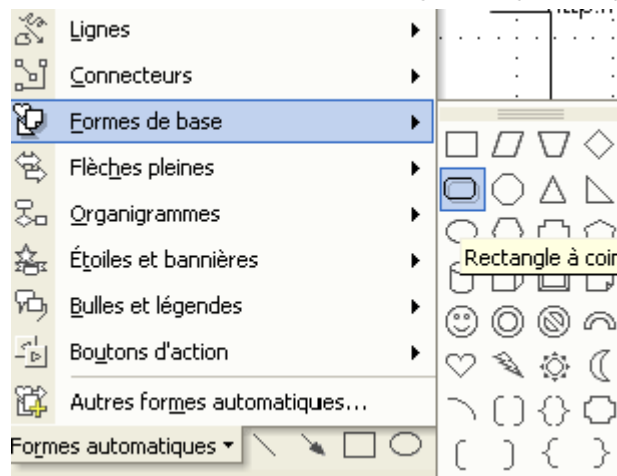 Lignes
Connecteurs
Formes de base
Flèches pleines
Organigrammes
Étoiles et bannières
Bulles et légendes
Boutons d'action
Autres formes automatiques...
Formes automatiques
Rectangle à coin